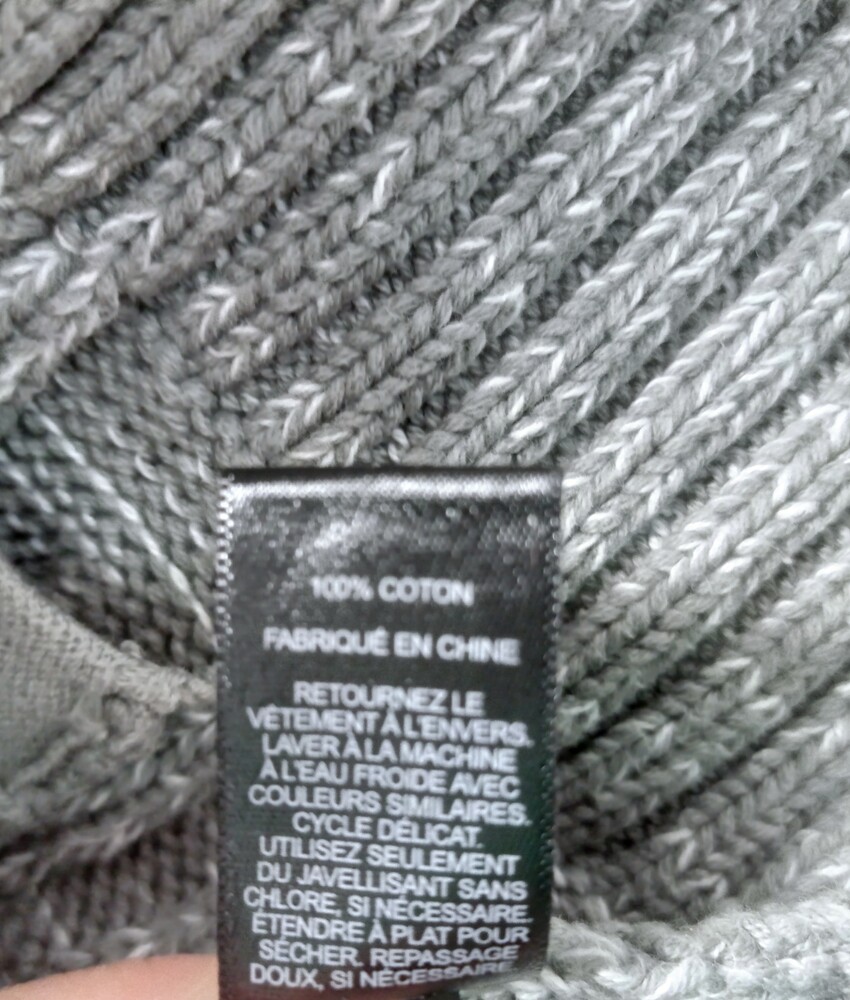 100% COTON
FABRIQUÉ EN CHINE
RETOURNEZ LE
VÊTEMENT À L'ENVERS.
LAVER À LA MACHINE
À L'EAU FROIDE AVEC
COULEURS SIMILAIRES.
CYCLE DÉLICAT.
UTILISEZ SEULEMENT
DU JAVELLISANT SANS
CHLORE, SI NÉCESSAIRE.
ÉTENDRE À PLAT POUR
SÉCHER. REPASSAGE
DOUX, SI NÉCESSAIRE.